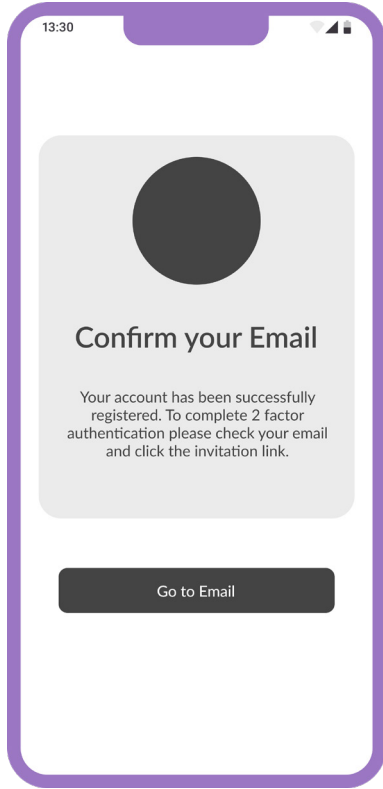 13:30
Confirm your Email
Your account has been successfully
registered. To complete 2 factor
authentication please check your email
and click the invitation link.
Go to Email